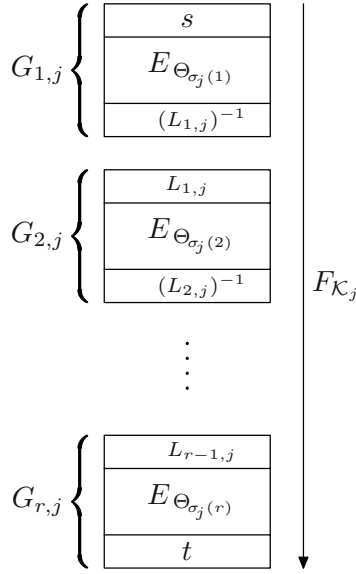 s
G_{1,j} E_{Θ_{σ_j(1)}}
(L_{1,j})^{-1}
L_{1,j}
G_{2,j} E_{Θ_{σ_j(2)}}
(L_{2,j})^{-1}
F_{𝒦_j}
⋮
L_{r−1,j}
G_{r,j} E_{Θ_{σ_j(r)}}
t